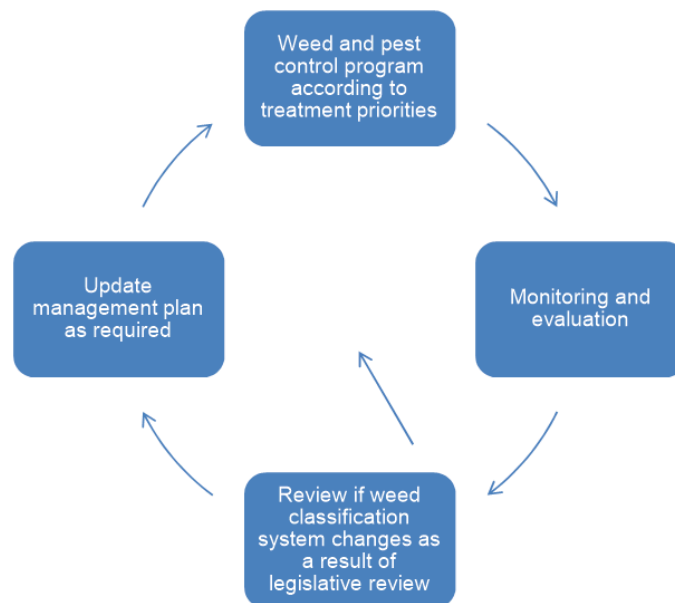 Weed and pest
control program
according to
treatment priorities
Update
management plan
as required
Monitoring and
evaluation
Review if weed
classification
system changes as
a result of
legislative review